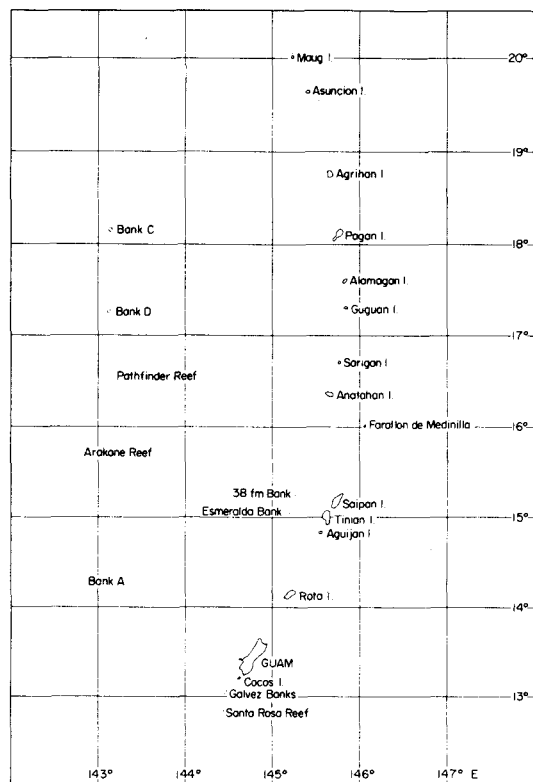 Maug I.
20°
Asuncion I.
19°
Agrihan I
Bank C
Pagan I.
18°
Alamagan I.
Bank D
Guguan I.
17°
Sarigan I
Pathfinder Reef
Anatahan I.
Farallon de Medinilla
16°
Arakane Reef
38 fm Bank
Saipan I.
Esmeralda Bank
15°
Tinian I.
Aguijan I
Bank A
Rota I.
14°
GUAM
Cocos I.
Galvez Banks
13°
Santa Rosa Reef
143° 144° 145° 146° 147° E